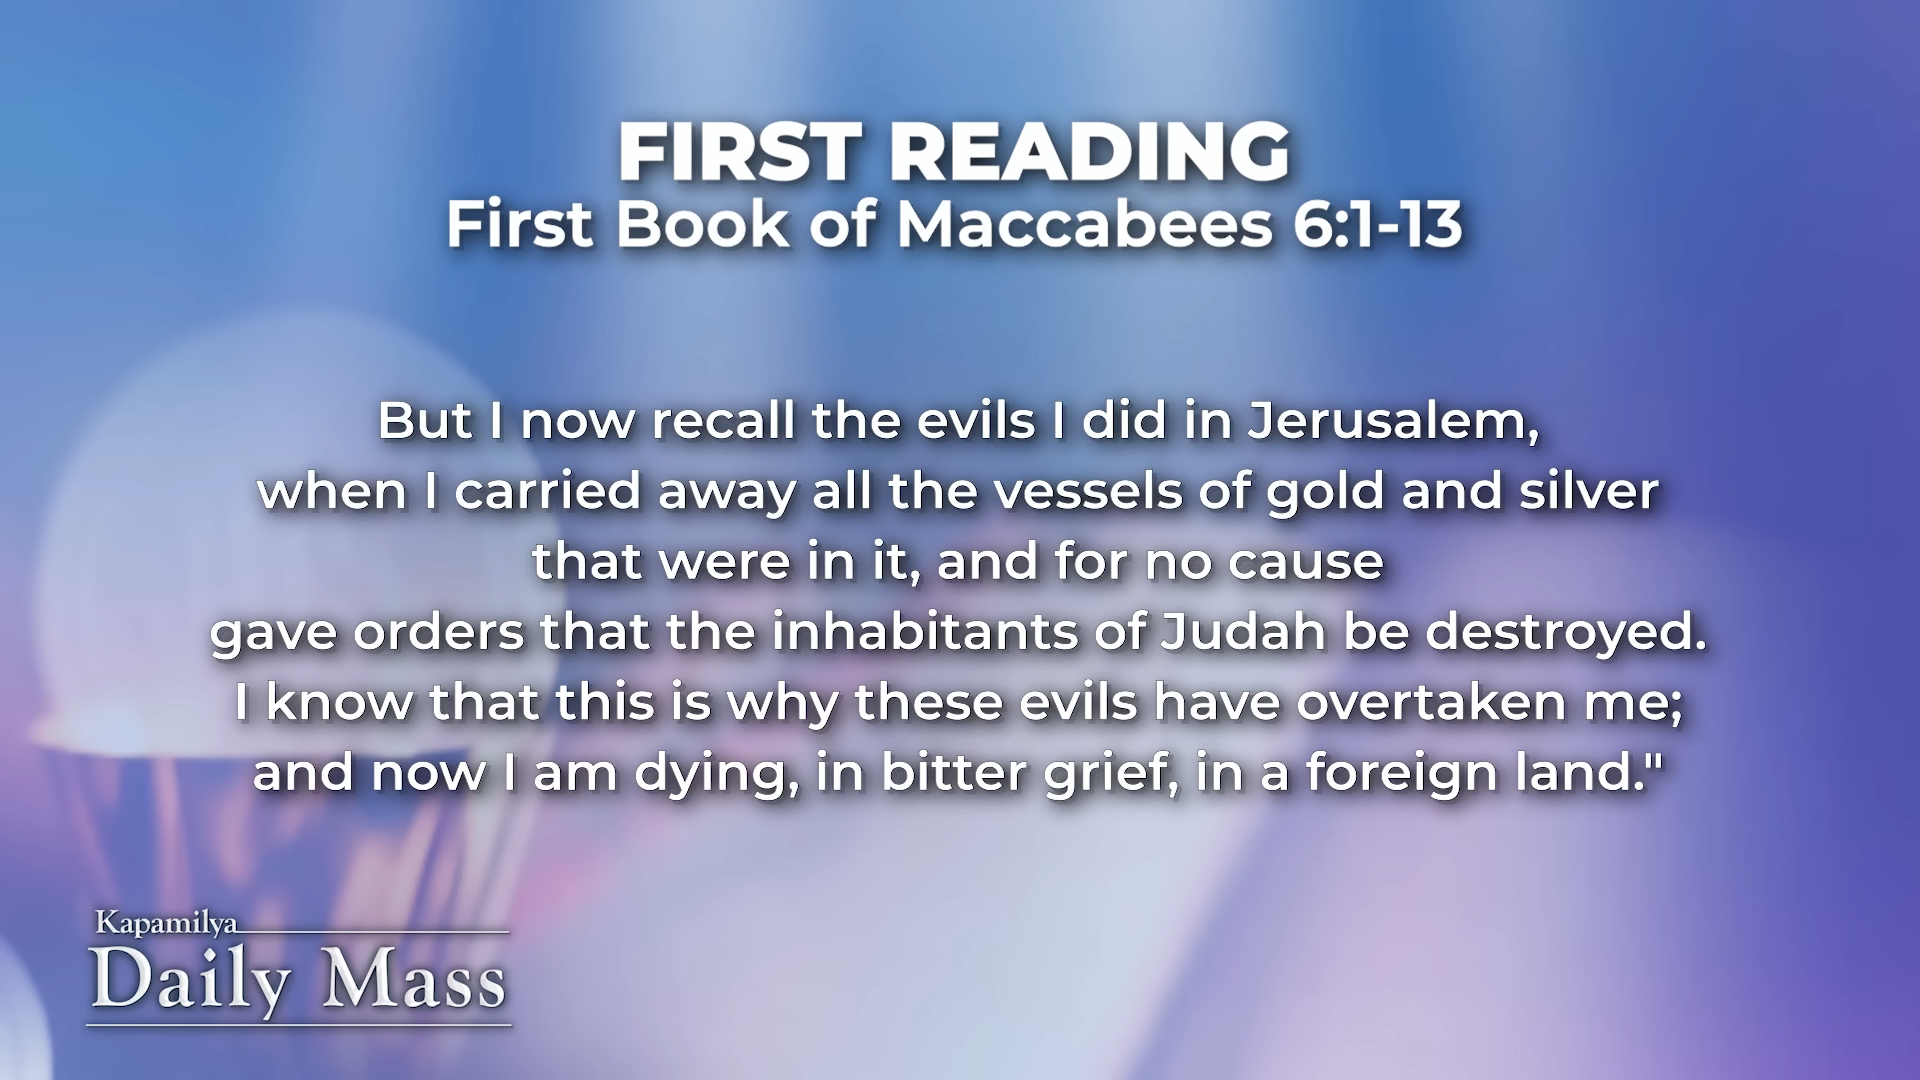 FIRST READING
First Book of Maccabees 6:1-13
But I now recall the evils I did in Jerusalem,
when I carried away all the vessels of gold and silver
that were in it, and for no cause
gave orders that the inhabitants of Judah be destroyed.
I know that this is why these evils have overtaken me;
and now I am dying, in bitter grief, in a foreign land."
Kapamilya
Daily Mass